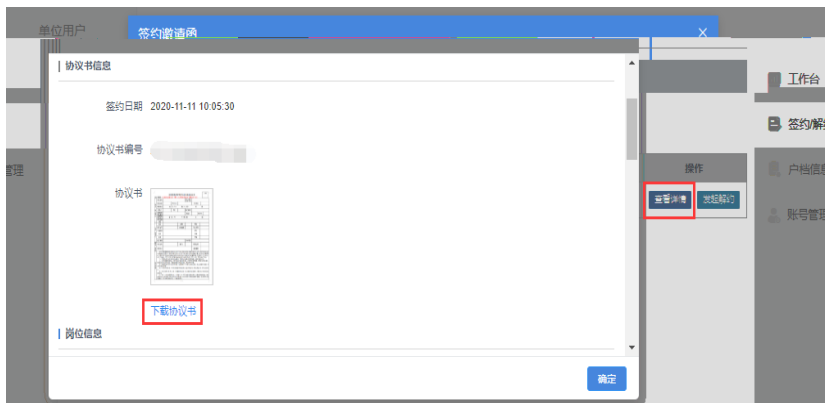 单位用户
签约邀请函
协议书信息
签约日期 2020-11-11 10:05:30
协议书编号
协议书
下载协议书
岗位信息
确定
管理
操作
查看详情 发起解约
工作台
签约/解
户档信息
账号管理